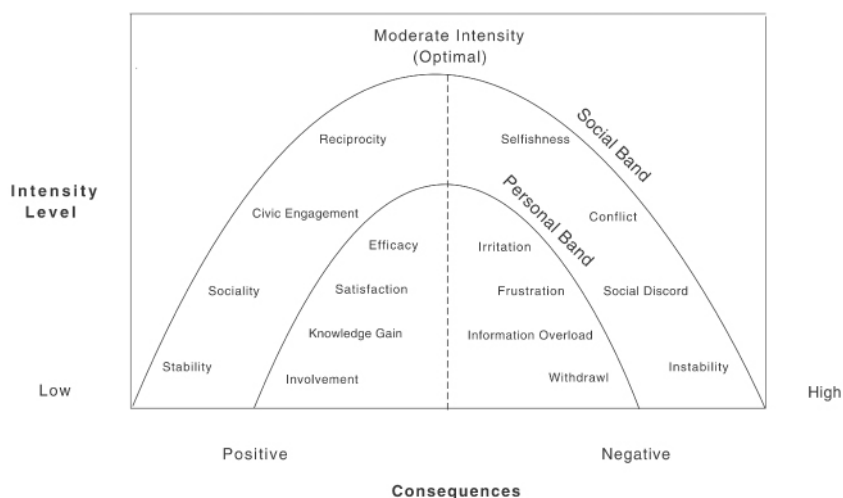 Moderate Intensity
(Optimal)
Reciprocity
Selfishness
Social Band
Intensity
Level
Personal Band
Civic Engagement
Conflict
Efficacy
Irritation
Sociality
Satisfaction
Frustration
Social Discord
Knowledge Gain
Information Overload
Stability
Instability
Involvement
Withdrawl
Low
High
Positive
Negative
Consequences